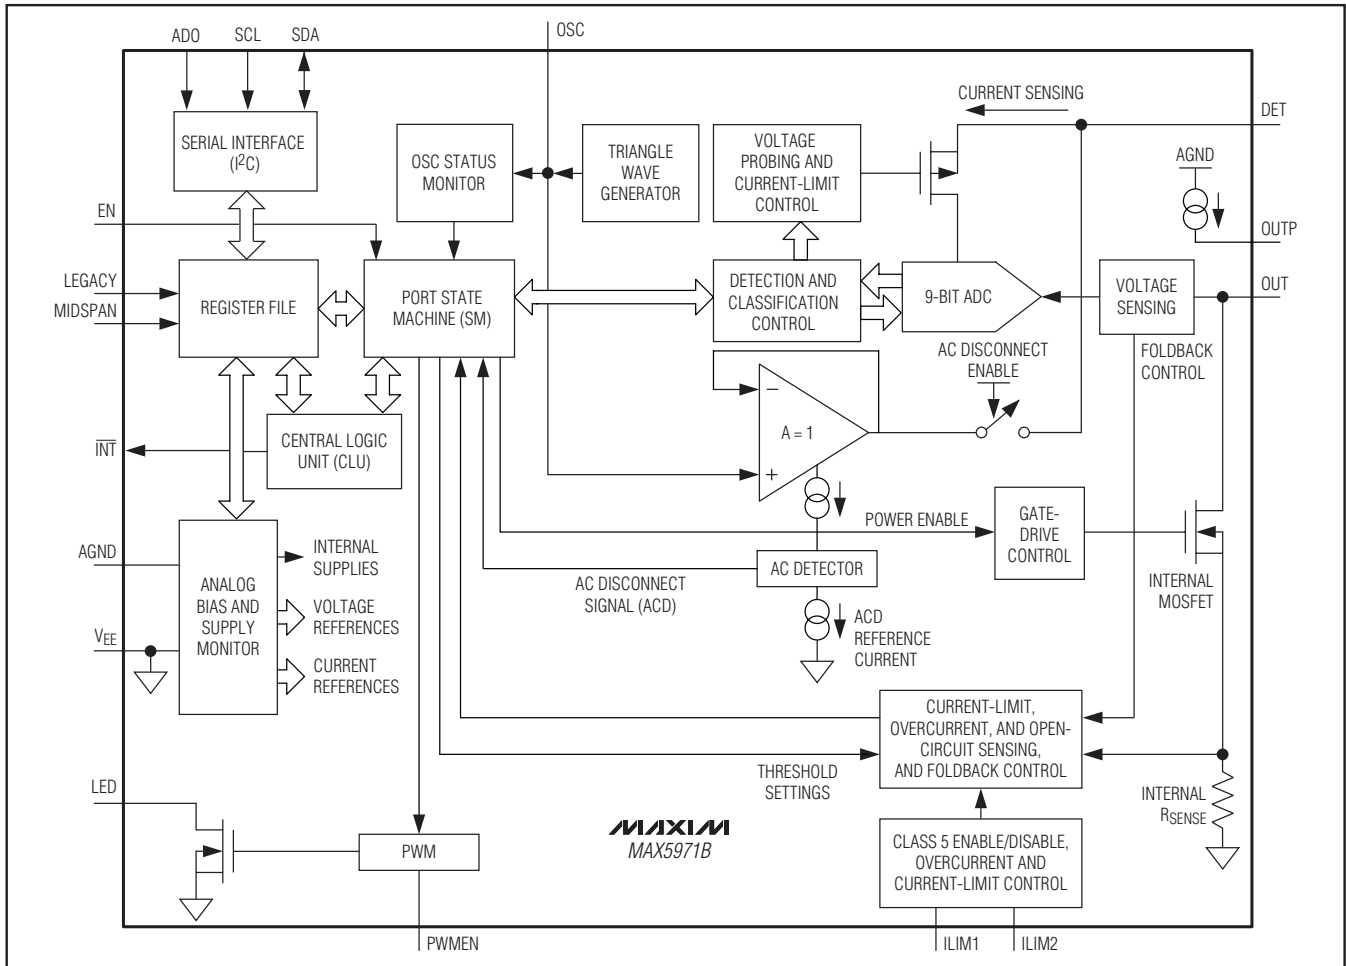 ADO
SCL
SDA
OSC
CURRENT SENSING
DET
SERIAL INTERFACE
(I²C)
OSC STATUS
MONITOR
TRIANGLE
WAVE
GENERATOR
VOLTAGE
PROBING AND
CURRENT-LIMIT
CONTROL
AGND
EN
OUTP
LEGACY
MIDSPAN
REGISTER FILE
PORT STATE
MACHINE (SM)
DETECTION AND
CLASSIFICATION
CONTROL
9-BIT ADC
VOLTAGE
SENSING
OUT
FOLDBACK
CONTROL
AC DISCONNECT
ENABLE
−
A = 1
+
INT
CENTRAL LOGIC
UNIT (CLU)
POWER ENABLE
GATE-
DRIVE
CONTROL
INTERNAL
MOSFET
AGND
VEE
ANALOG
BIAS AND
SUPPLY
MONITOR
INTERNAL
SUPPLIES
VOLTAGE
REFERENCES
CURRENT
REFERENCES
AC DISCONNECT
SIGNAL (ACD)
AC DETECTOR
ACD
REFERENCE
CURRENT
CURRENT-LIMIT,
OVERCURRENT, AND OPEN-
CIRCUIT SENSING,
AND FOLDBACK CONTROL
THRESHOLD
SETTINGS
INTERNAL
RSENSE
LED
PWM
MAXIM
MAX5971B
CLASS 5 ENABLE/DISABLE,
OVERCURRENT AND
CURRENT-LIMIT CONTROL
PWMEN
ILIM1
ILIM2